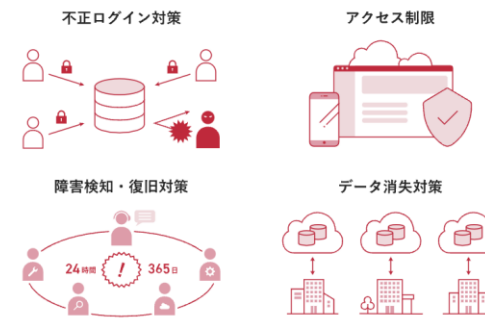 不正ログイン対策
アクセス制限
障害検知・復旧対策
24時間
!
365日
データ消失対策